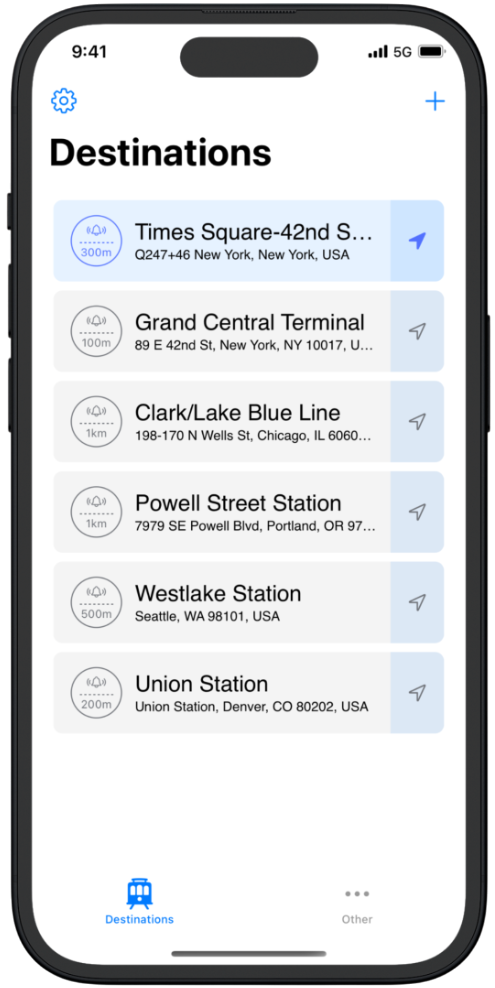 9:41
5G
Destinations
300m
Times Square-42nd S...
Q247+46 New York, New York, USA
100m
Grand Central Terminal
89 E 42nd St, New York, NY 10017, U...
1km
Clark/Lake Blue Line
198-170 N Wells St, Chicago, IL 6060...
1km
Powell Street Station
7979 SE Powell Blvd, Portland, OR 97...
500m
Westlake Station
Seattle, WA 98101, USA
200m
Union Station
Union Station, Denver, CO 80202, USA
Destinations
Other